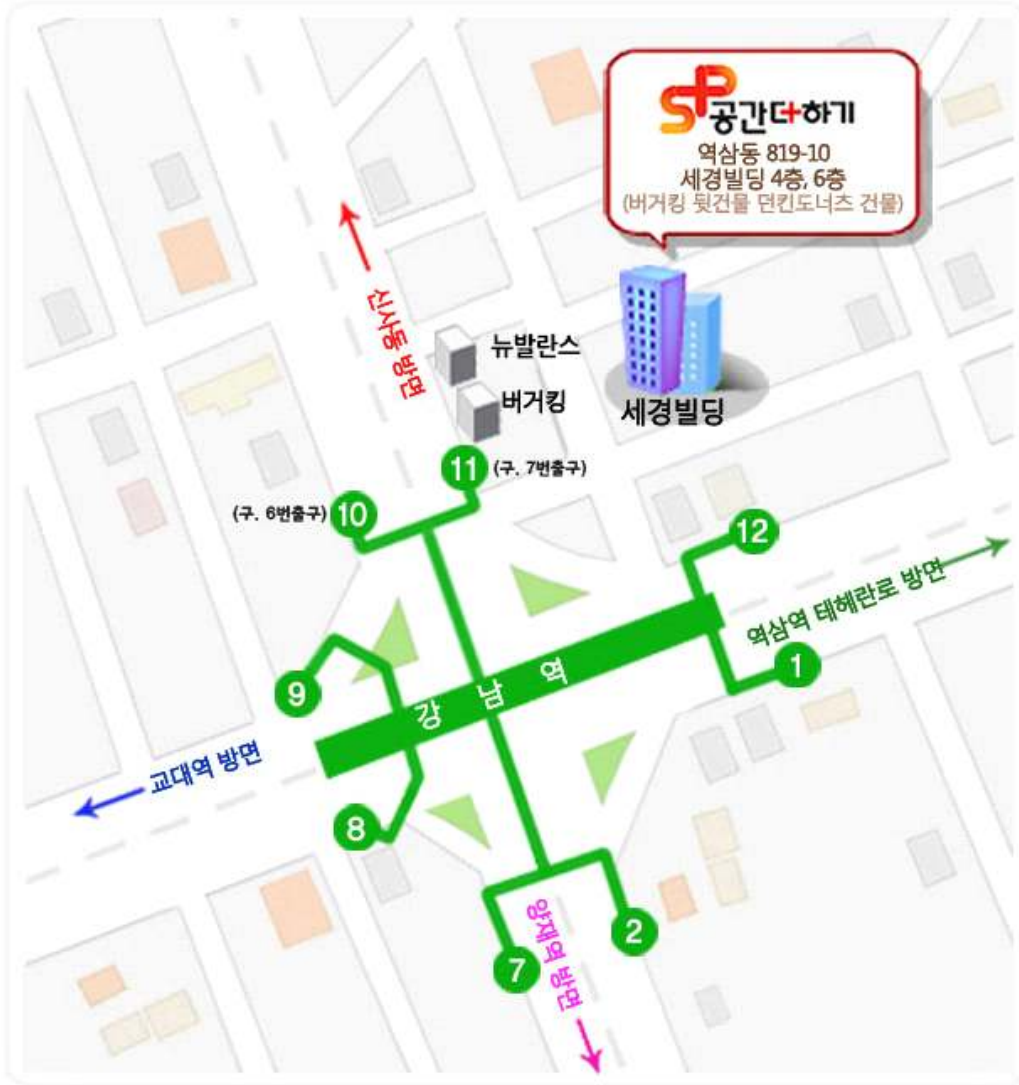 SP 공간더하기
역삼동 819-10
세경빌딩 4층, 6층
(버거킹 뒷건물 던킨도너츠 건물)
신사동 방면
뉴발란스
버거킹
세경빌딩
11 (구. 7번출구)
(구. 6번출구) 10
12
역삼역 테헤란로 방면
1
9
강남역
교대역 방면
8
2
7
양재역 방면